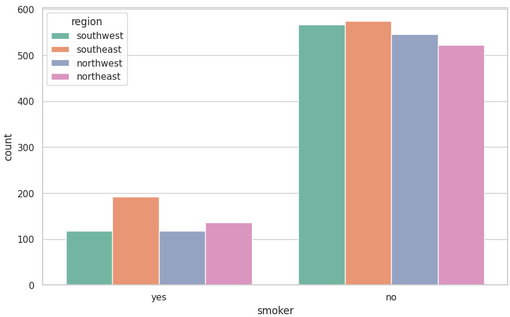 region
southwest
southeast
northwest
northeast
600
500
400
300
200
100
0
count
yes
no
smoker